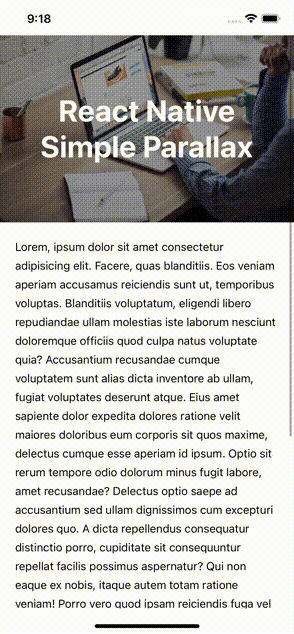 9:18
React Native
Simple Parallax
Lorem, ipsum dolor sit amet consectetur
adipisicing elit. Facere, quas blanditiis. Eos veniam
aperiam accusamus reiciendis sunt ut, temporibus
voluptas. Blanditiis voluptatum, eligendi libero
repudiandae ullam molestias iste laborum nesciunt
doloremque officiis quod culpa natus voluptate
quia? Accusantium recusandae cumque
voluptatem sunt alias dicta inventore ab ullam,
fugiat voluptates deserunt atque. Eius amet
sapiente dolor expedita dolores ratione velit
maiores doloribus eum corporis sit quos maxime,
delectus cumque esse aperiam id ipsum. Optio sit
rerum tempore odio dolorum minus fugit labore,
amet recusandae? Delectus optio saepe ad
accusantium sed ullam dignissimos cum excepturi
dolores quo. A dicta repellendus consequatur
distinctio porro, cupiditate sit consequuntur
repellat facilis possimus aspernatur? Qui non
eaque ex nobis, itaque autem totam ratione
veniam! Porro vero quod ipsam reiciendis fuga vel